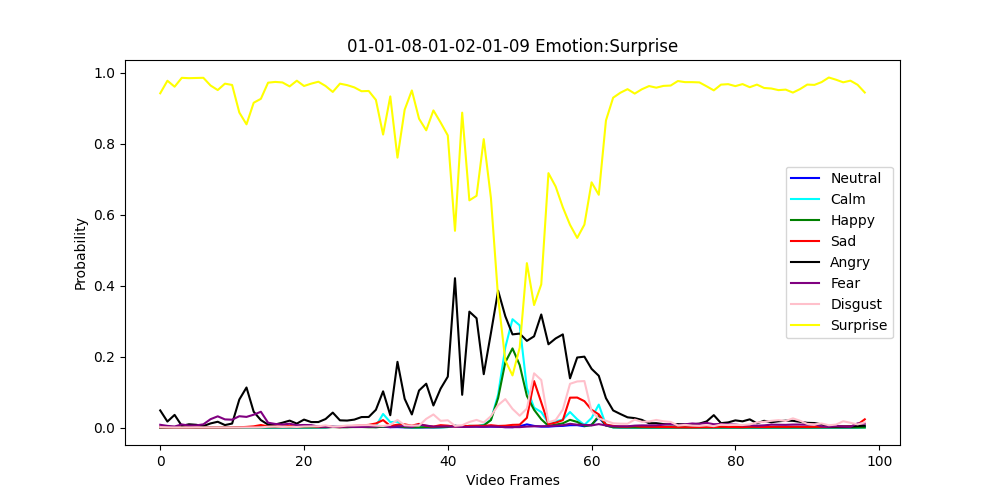 01-01-08-01-02-01-09 Emotion:Surprise
1.0
0.8
0.6
0.4
0.2
0.0
Probability
0 20 40 60 80 100
Video Frames
Neutral
Calm
Happy
Sad
Angry
Fear
Disgust
Surprise